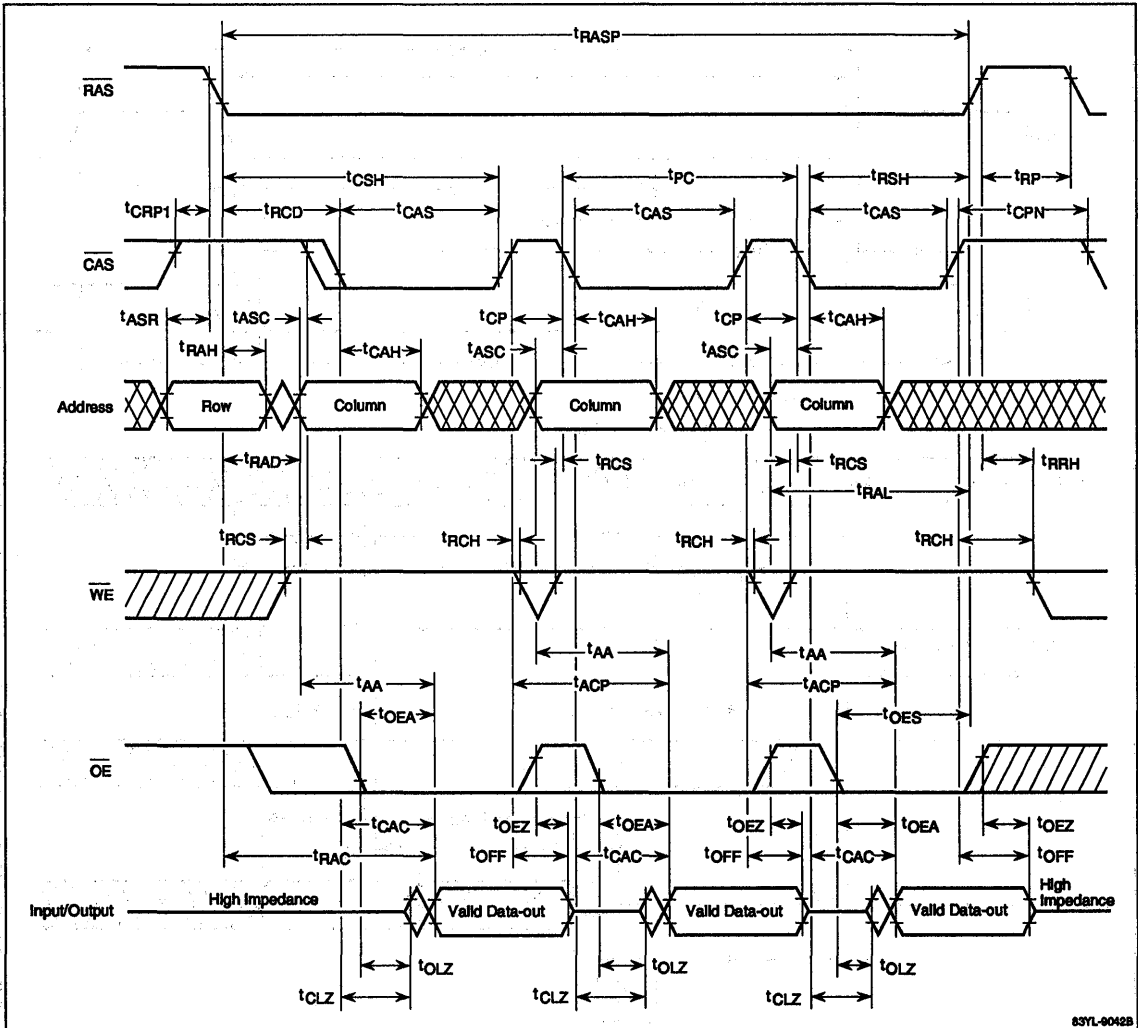 tRASP
RAS
tCSH tPC tRSH tRP
tCRP1 tRCD tCAS tCAS tCAS tCPN
CAS
tASR tASC tCP tCAH tCP tCAH
tRAH tCAH tASC tASC
Address Row Column Column Column
tRAD tRCS tRCS tRRH
tRAL
tRCS tRCH tRCH tRCH
WE
tAA tAA
tAA tACP tACP
tOEA tOES
OE
tCAC tOEZ tOEA tOEZ tOEA tOEZ
tRAC tOFF tCAC tOFF tCAC tOFF
High Impedance High Impedance
Input/Output Valid Data-out Valid Data-out Valid Data-out
tOLZ tOLZ tOLZ
tCLZ tCLZ tCLZ
83YL-9042B